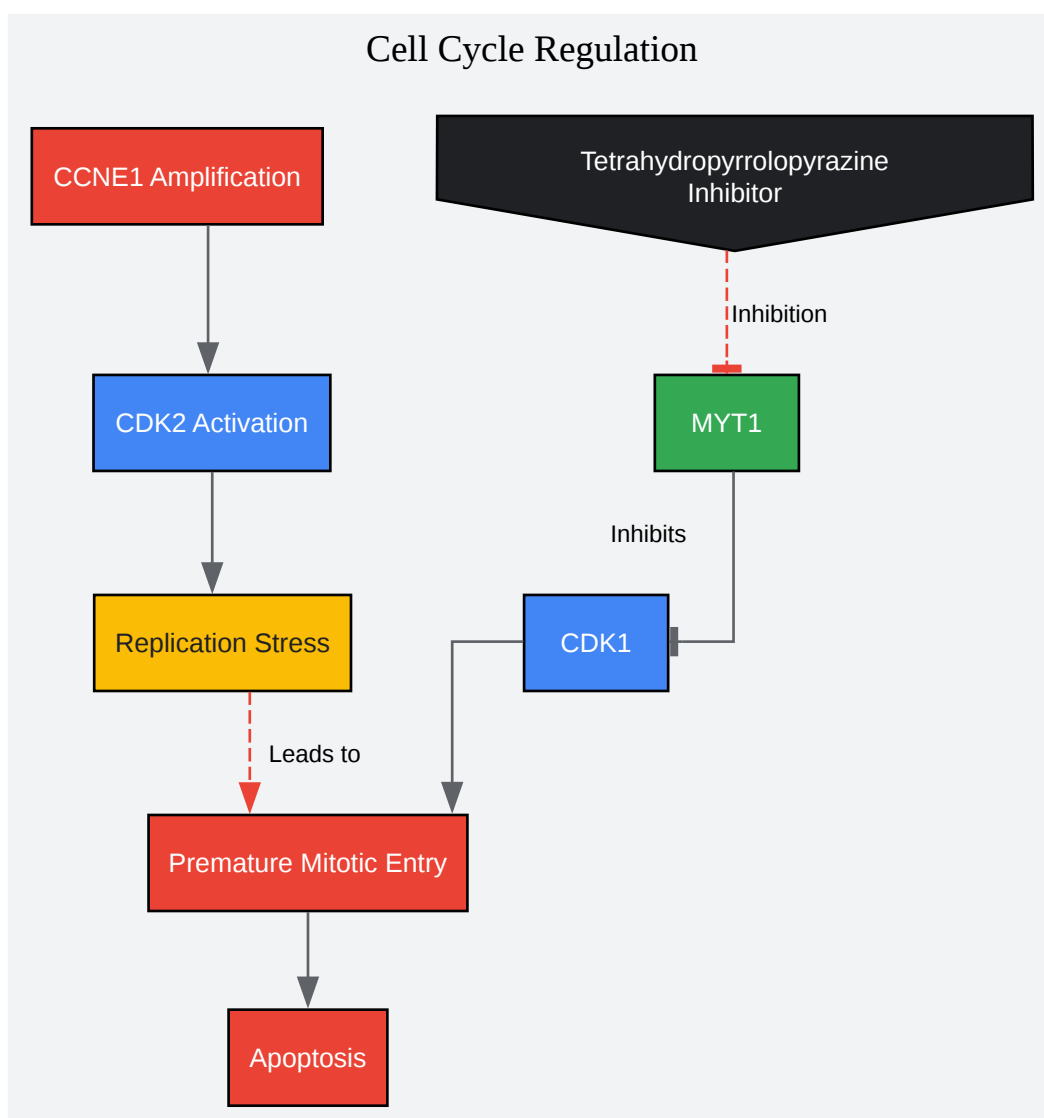 Cell Cycle Regulation
CCNE1 Amplification
Tetrahydropyrrolopyrazine
Inhibitor
Inhibition
CDK2 Activation
MYT1
Inhibits
Replication Stress
CDK1
Leads to
Premature Mitotic Entry
Apoptosis